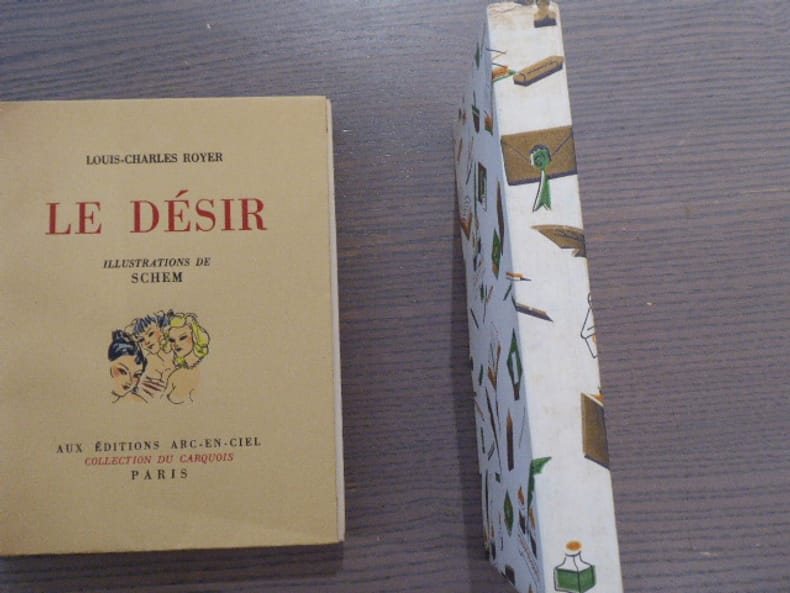 LOUIS-CHARLES ROYER
LE DÉSIR
ILLUSTRATIONS DE
SCHEM
AUX ÉDITIONS ARC-EN-CIEL
COLLECTION DU CARQUOIS
PARIS